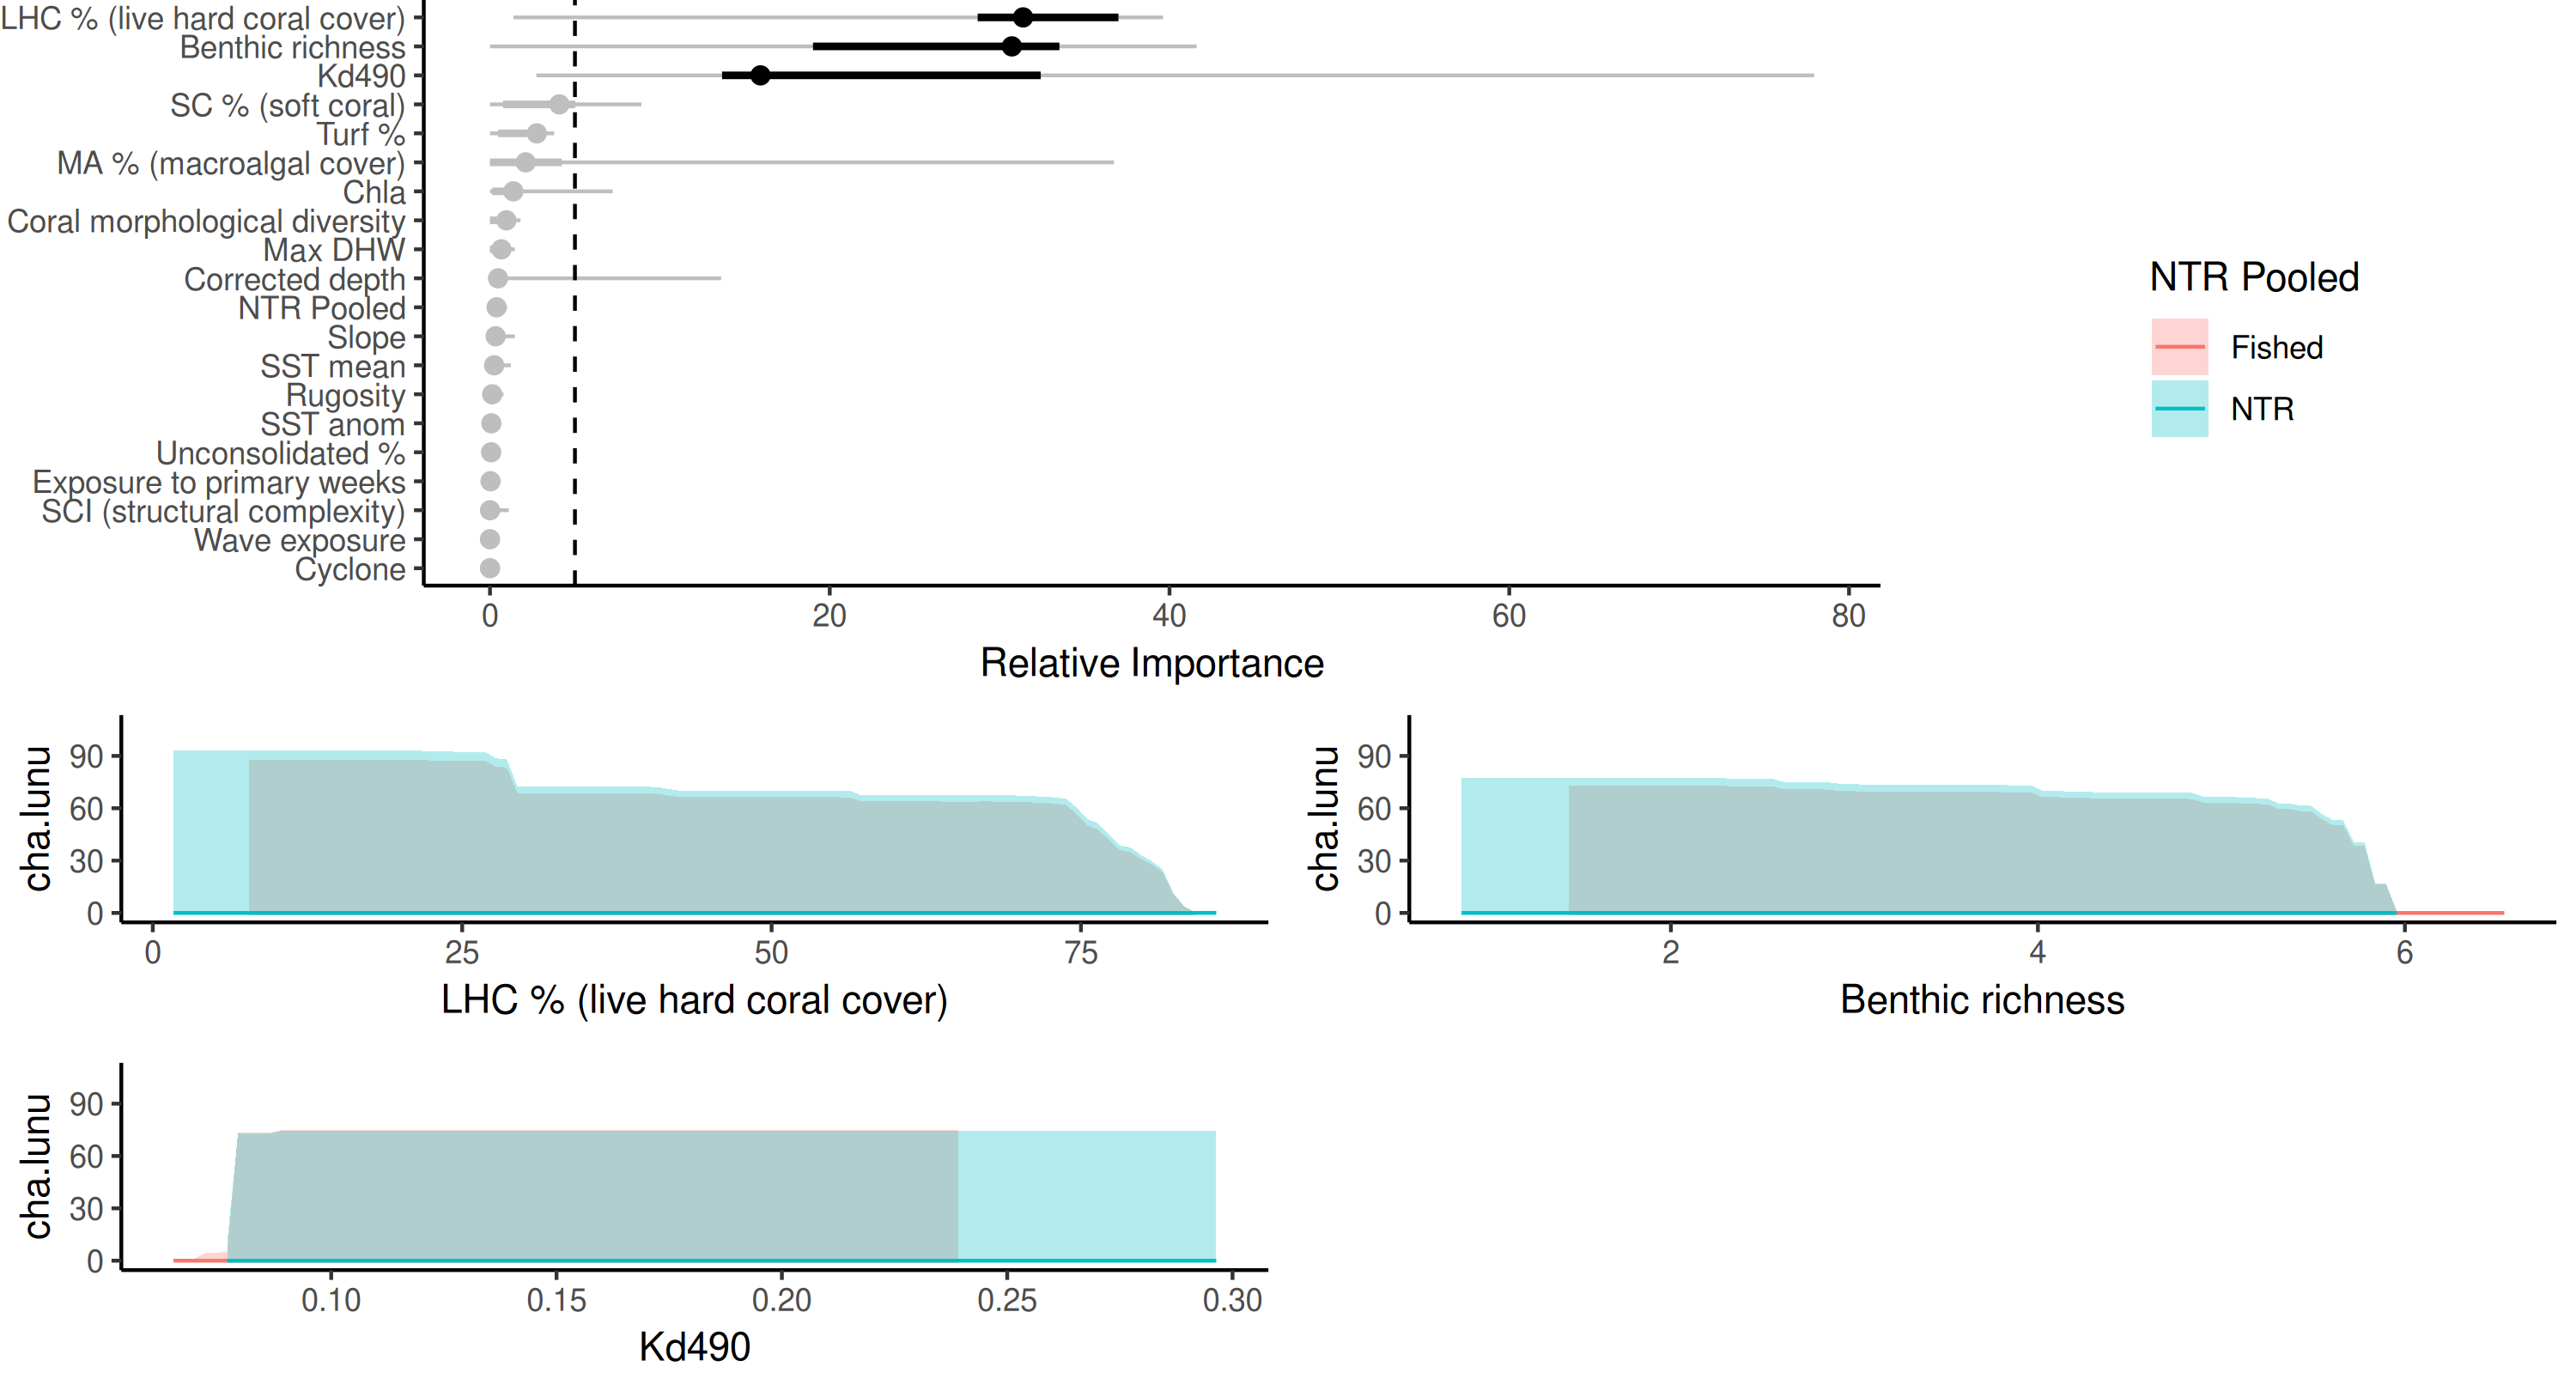 LHC % (live hard coral cover)
Benthic richness
Kd490
SC % (soft coral)
Turf %
MA % (macroalgal cover)
Chla
Coral morphological diversity
Max DHW
Corrected depth
NTR Pooled
Slope
SST mean
Rugosity
SST anom
Unconsolidated %
Exposure to primary weeks
SCI (structural complexity)
Wave exposure
Cyclone
0 20 40 60 80
Relative Importance
NTR Pooled
Fished
NTR
cha.lunu
90
60
30
0
0 25 50 75
LHC % (live hard coral cover)
cha.lunu
90
60
30
0
2 4 6
Benthic richness
cha.lunu
90
60
30
0
0.10 0.15 0.20 0.25 0.30
Kd490